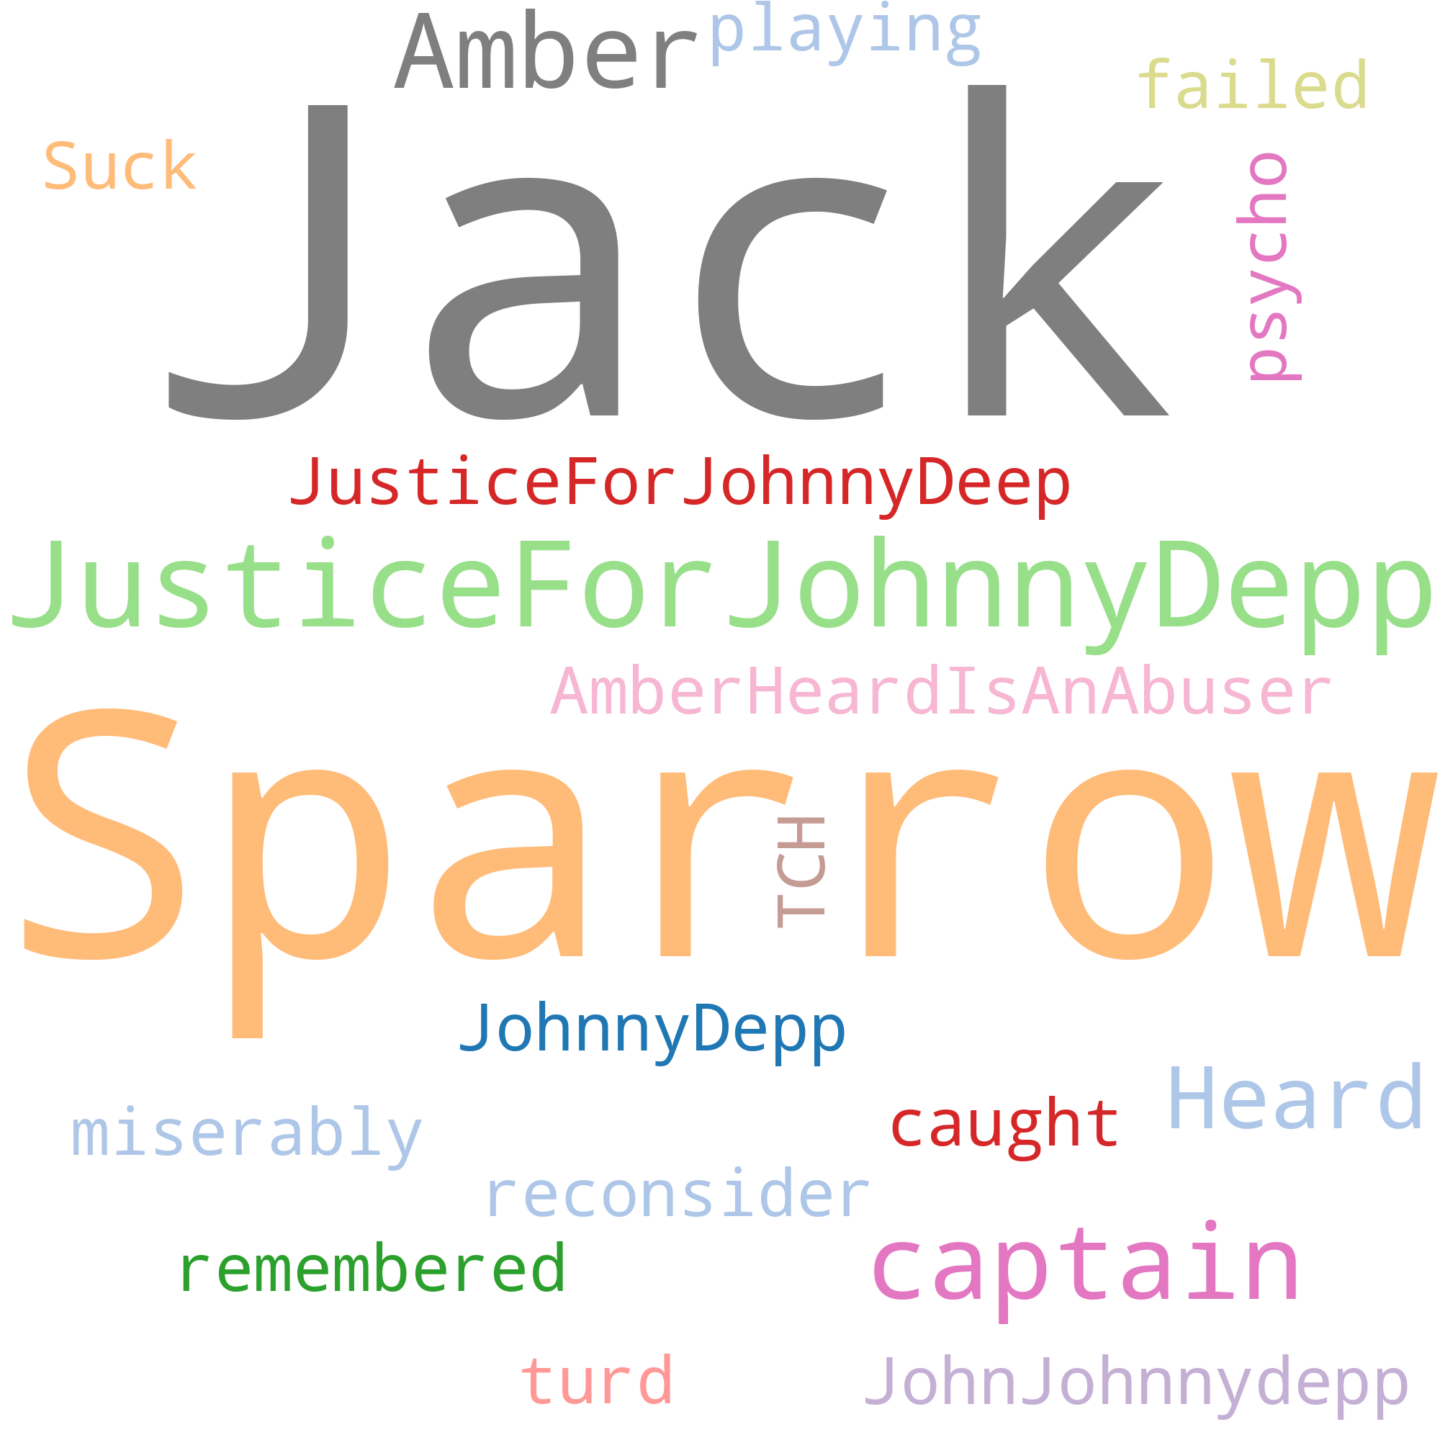 Amber
playing
failed
Suck
Jack
psycho
JusticeForJohnnyDeep
JusticeForJohnnyDepp
AmberHeardIsAnAbuser
Sparrow
TCH
JohnnyDepp
Heard
caught
miserably
reconsider
remembered
captain
turd
JohnJohnnydepp